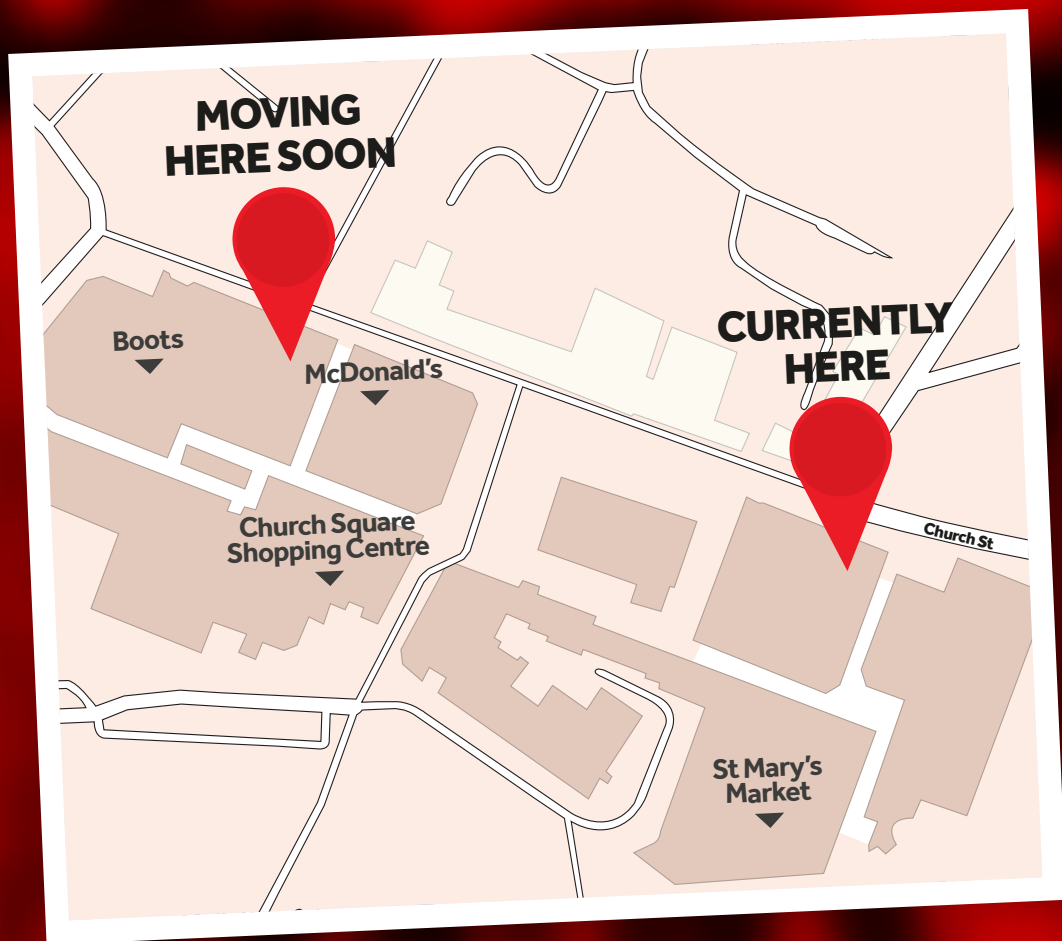 MOVING
HERE SOON
CURRENTLY
HERE
Boots
McDonald's
Church Square
Shopping Centre
Church St
St Mary's
Market